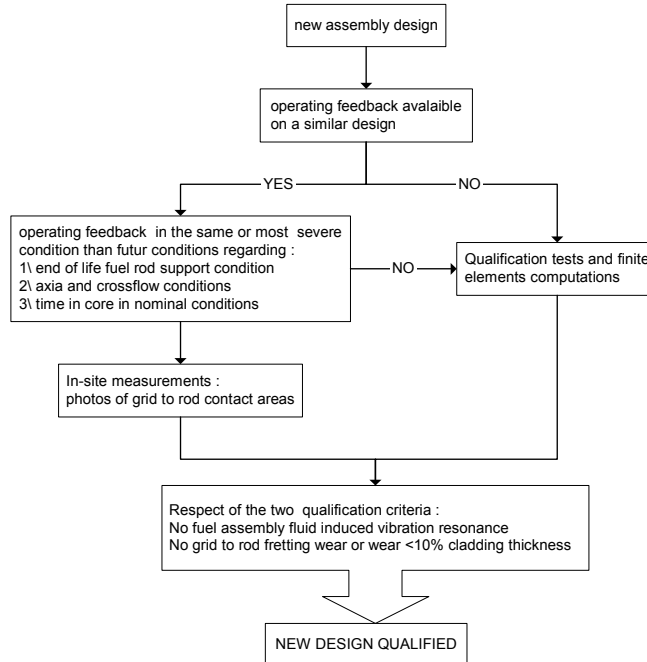 new assembly design
operating feedback avalaible
on a similar design
YES
NO
operating feedback in the same or most severe
condition than futur conditions regarding :
1\ end of life fuel rod support condition
2\ axia and crossflow conditions
3\ time in core in nominal conditions
NO
Qualification tests and finite
elements computations
In-site measurements :
photos of grid to rod contact areas
Respect of the two qualification criteria :
No fuel assembly fluid induced vibration resonance
No grid to rod fretting wear or wear <10% cladding thickness
NEW DESIGN QUALIFIED